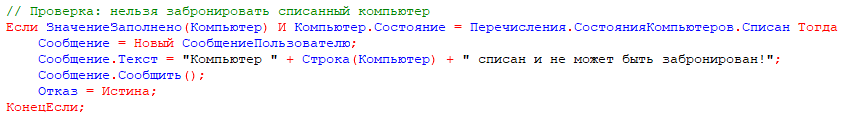 // Проверка: нельзя забронировать списанный компьютер
Если ЗначениеЗаполнено(Компьютер) И Компьютер.Состояние = Перечисления.СостоянияКомпьютеров.Списан Тогда
Сообщение = Новый СообщениеПользователю;
Сообщение.Текст = "Компьютер " + Строка(Компьютер) + " списан и не может быть забронирован!";
Сообщение.Сообщить();
Отказ = Истина;
КонецЕсли;